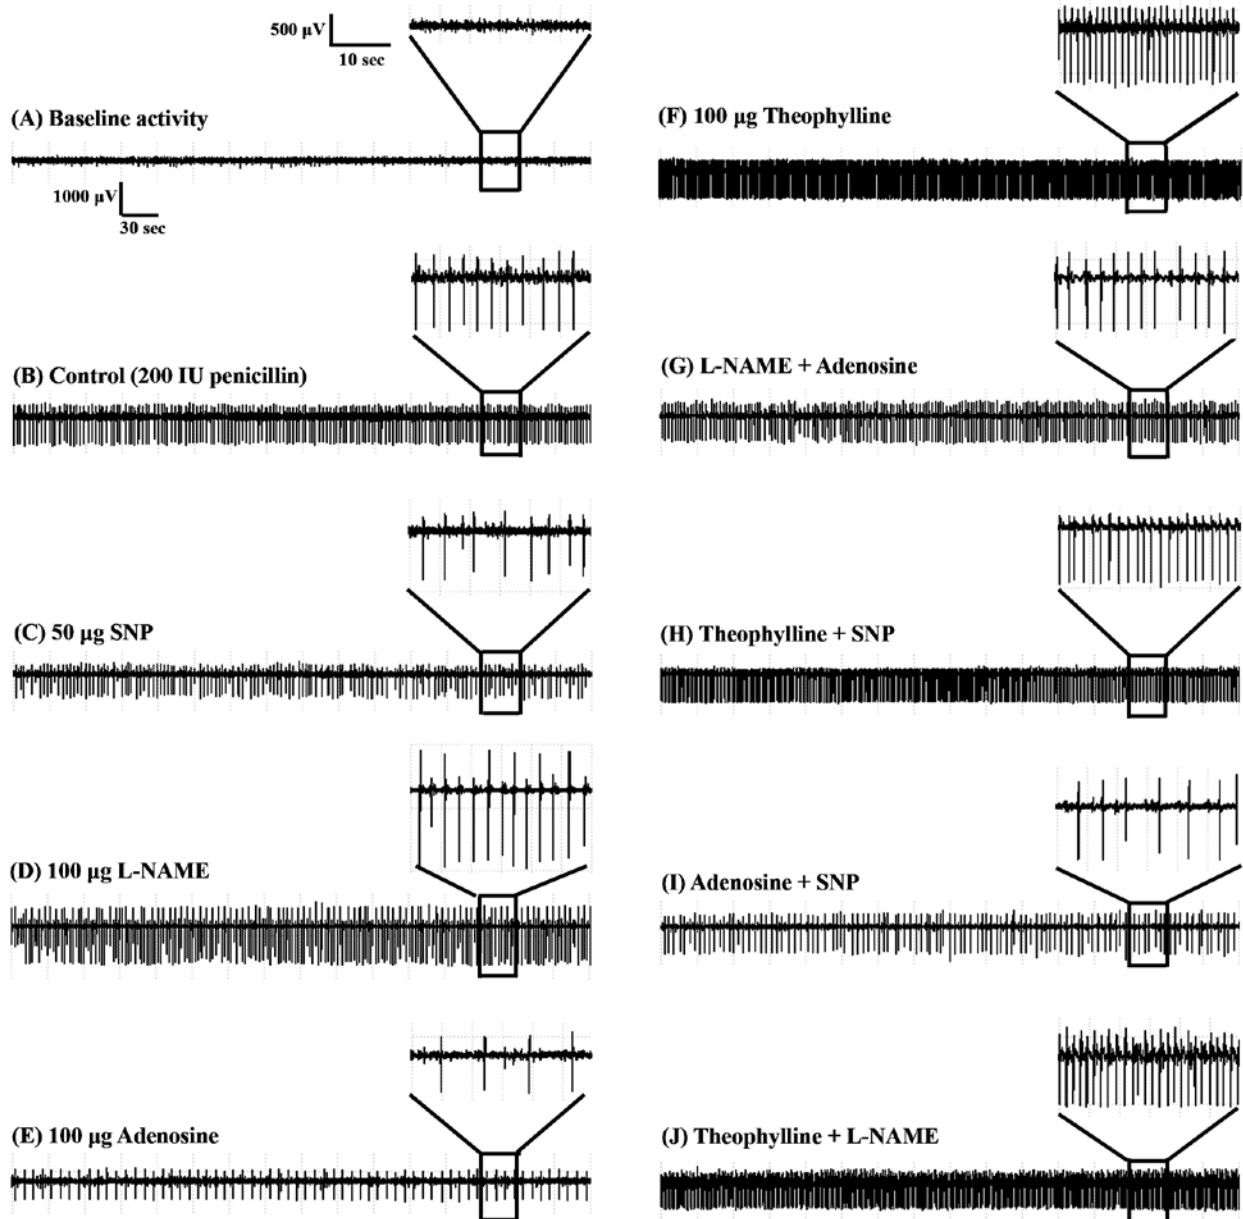 500 µV
10 sec
(A) Baseline activity
1000 µV
30 sec
(B) Control (200 IU penicillin)
(C) 50 µg SNP
(D) 100 µg L-NAME
(E) 100 µg Adenosine
(F) 100 µg Theophylline
(G) L-NAME + Adenosine
(H) Theophylline + SNP
(I) Adenosine + SNP
(J) Theophylline + L-NAME